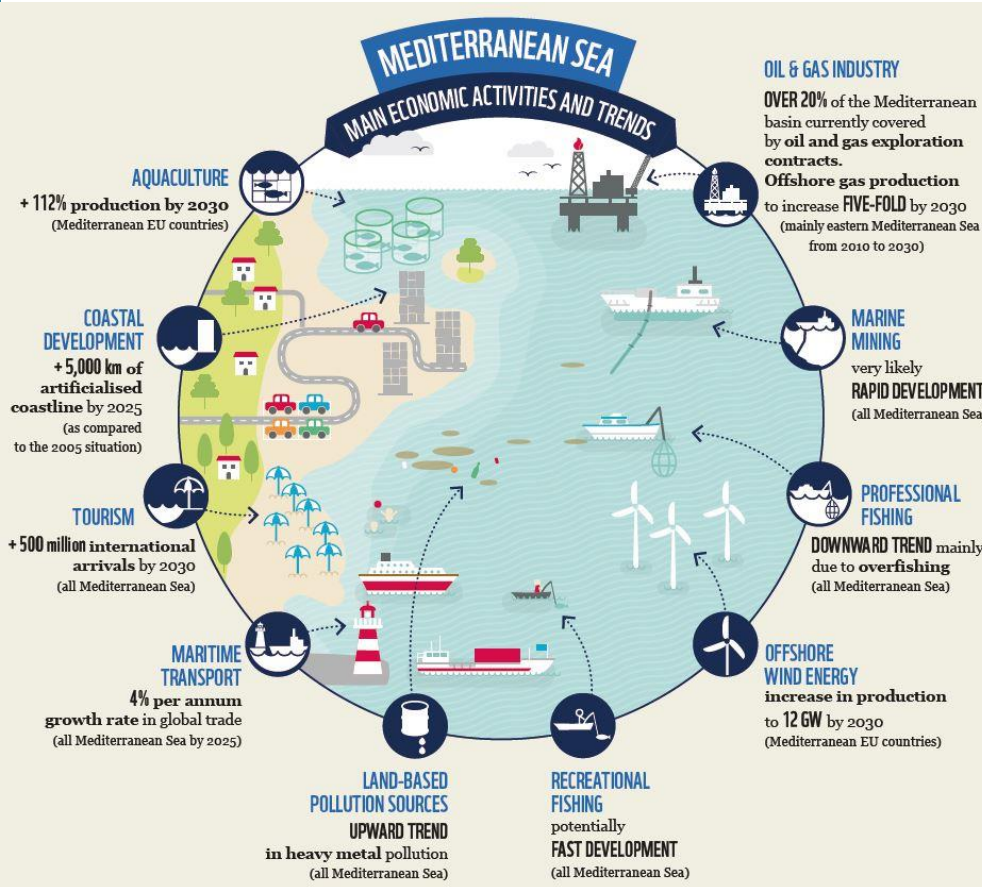 MEDITERRANEAN SEA
MAIN ECONOMIC ACTIVITIES AND TRENDS
OIL & GAS INDUSTRY
OVER 20% of the Mediterranean
basin currently covered
by oil and gas exploration
contracts.
Offshore gas production
to increase FIVE-FOLD by 2030
(mainly eastern Mediterranean Sea
from 2010 to 2030)
MARINE
MINING
very likely
RAPID DEVELOPMENT
(all Mediterranean Sea
PROFESSIONAL
FISHING
DOWNWARD TREND mainly
due to overfishing
(all Mediterranean Sea)
OFFSHORE
WIND ENERGY
increase in production
to 12 GW by 2030
(Mediterranean EU countries)
RECREATIONAL
FISHING
potentially
FAST DEVELOPMENT
(all Mediterranean Sea)
LAND-BASED
POLLUTION SOURCES
UPWARD TREND
in heavy metal pollution
(all Mediterranean Sea)
MARITIME
TRANSPORT
4% per annum
growth rate in global trade
(all Mediterranean Sea by 2025)
TOURISM
+ 500 million international
arrivals by 2030
(all Mediterranean Sea)
COASTAL
DEVELOPMENT
+ 5,000 km of
artificialised
coastline by 2025
(as compared
to the 2005 situation)
AQUACULTURE
+ 112% production by 2030
(Mediterranean EU countries)